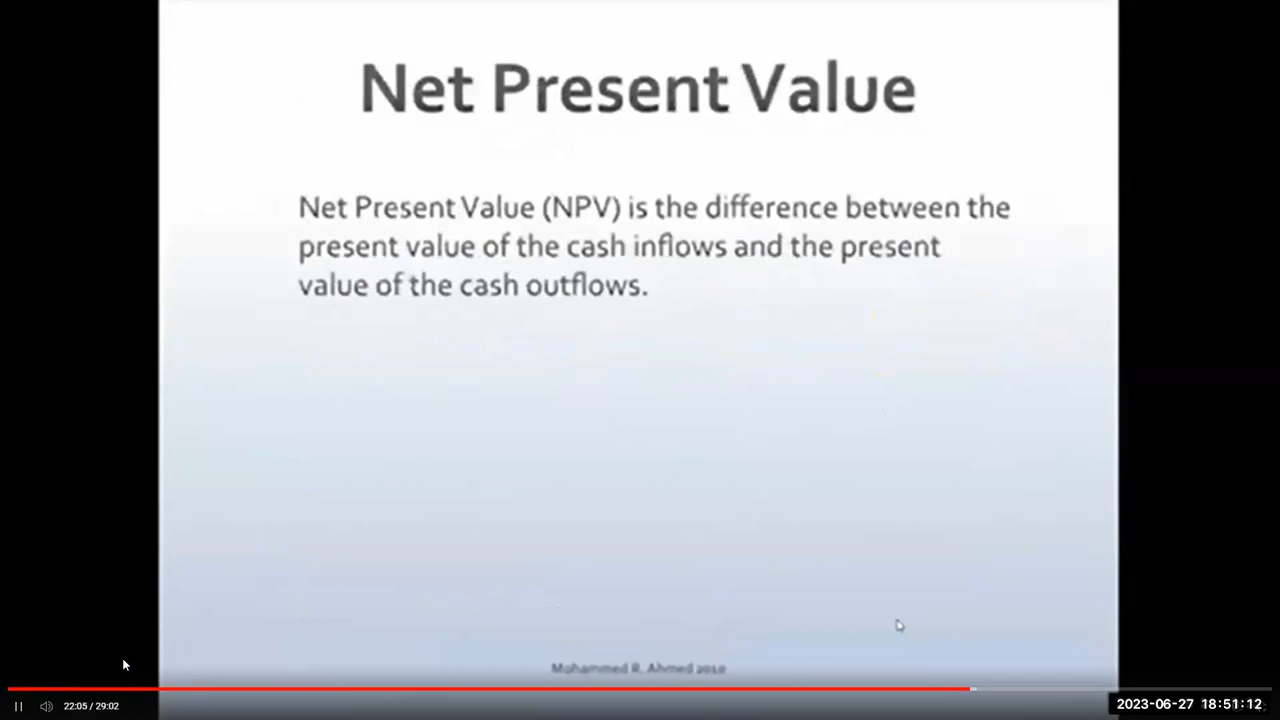 Net Present Value
Net Present Value (NPV) is the difference between the
present value of the cash inflows and the present
value of the cash outflows.
Mohammed R. Ahmed 2010
22:05 / 29:02
2023-06-27 18:51:12